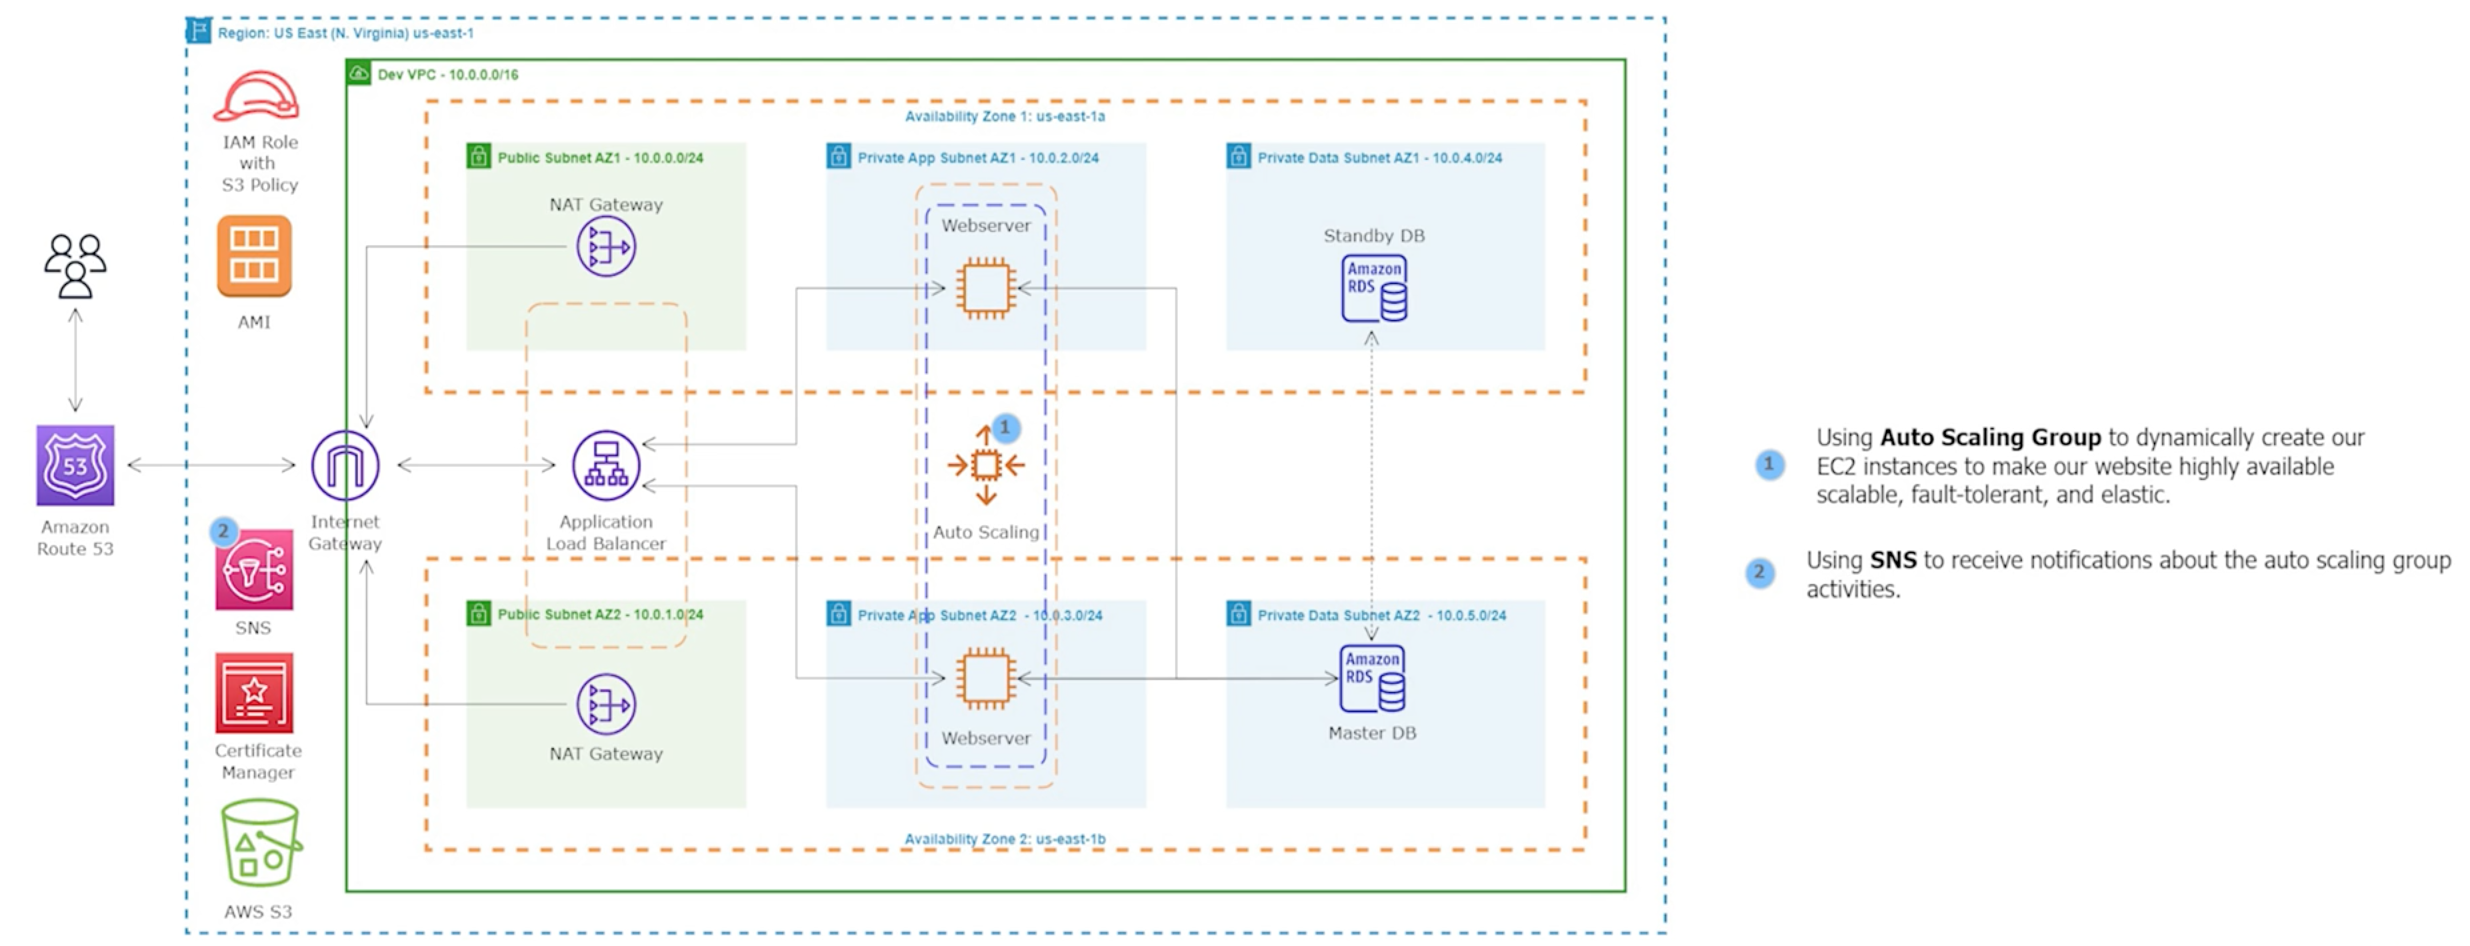 Region: US East (N. Virginia) us-east-1
Dev VPC - 10.0.0.0/16
IAM Role
with
S3 Policy
AMI
Amazon
Route 53
53
2
SNS
Certificate
Manager
AWS S3
Internet
Gateway
Availability Zone 1: us-east-1a
Public Subnet AZ1 - 10.0.0.0/24
NAT Gateway
Private App Subnet AZ1 - 10.0.2.0/24
Webserver
Private Data Subnet AZ1 - 10.0.4.0/24
Standby DB
Amazon
RDS
Application
Load Balancer
1
Auto Scaling
Public Subnet AZ2 - 10.0.1.0/24
NAT Gateway
Private App Subnet AZ2 - 10.0.3.0/24
Webserver
Private Data Subnet AZ2 - 10.0.5.0/24
Amazon
RDS
Master DB
Availability Zone 2: us-east-1b
1
Using Auto Scaling Group to dynamically create our
EC2 instances to make our website highly available
scalable, fault-tolerant, and elastic.
2
Using SNS to receive notifications about the auto scaling group
activities.